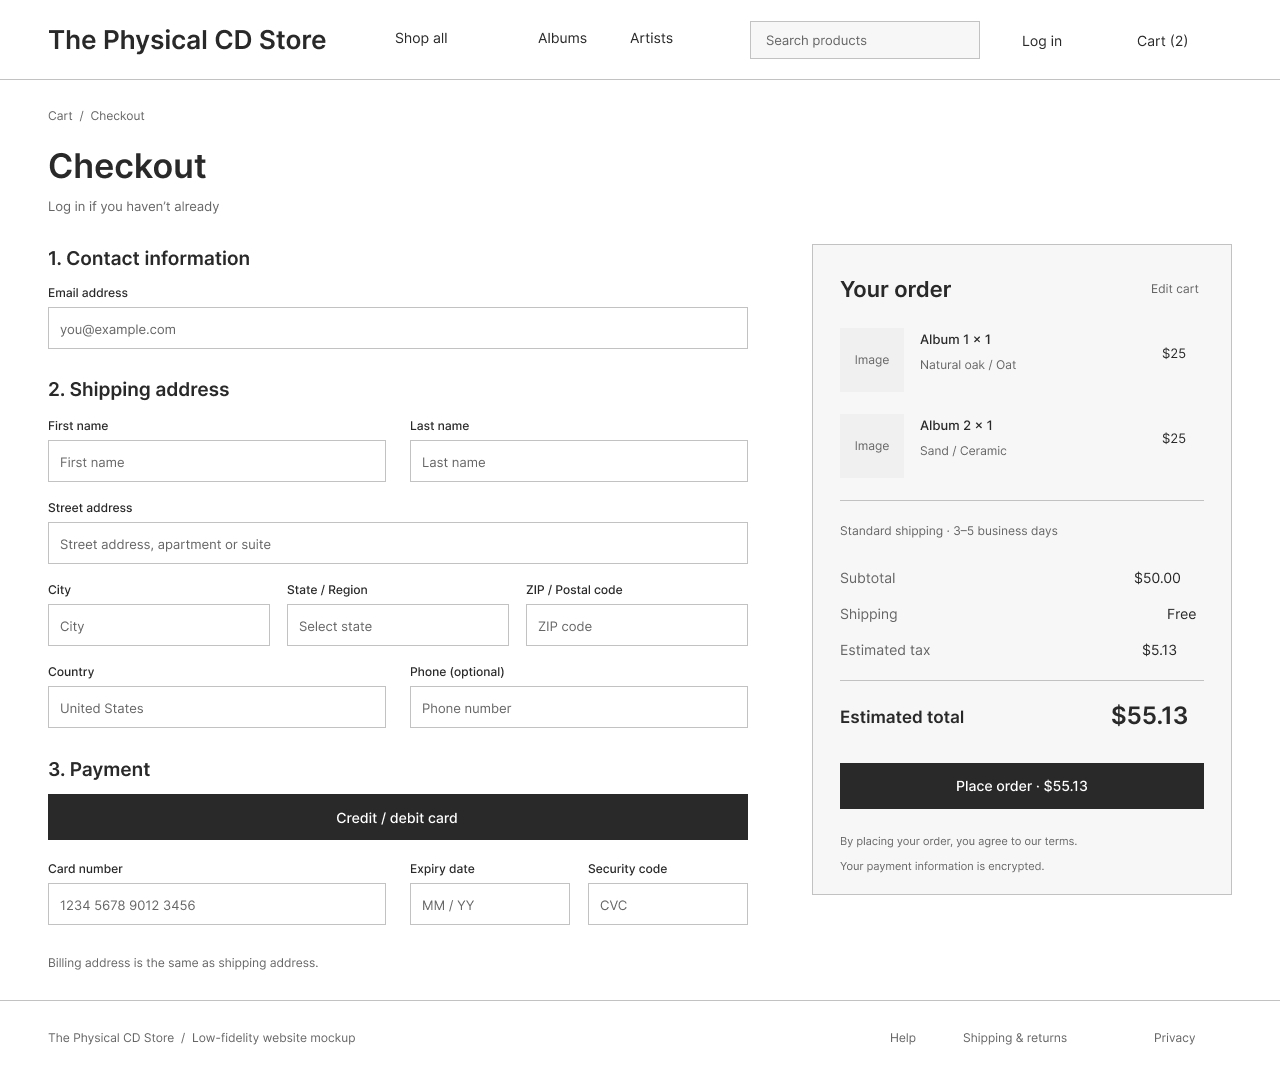 The Physical CD Store
Shop all
Albums
Artists
Search products
Log in
Cart (2)
Cart / Checkout
Checkout
Log in if you haven’t already
1. Contact information
Email address
you@example.com
2. Shipping address
First name
Last name
First name
Last name
Street address
Street address, apartment or suite
City
State / Region
ZIP / Postal code
City
Select state
ZIP code
Country
Phone (optional)
United States
Phone number
3. Payment
Credit / debit card
Card number
Expiry date
Security code
1234 5678 9012 3456
MM / YY
CVC
Billing address is the same as shipping address.
Your order
Edit cart
Image
Album 1 × 1
Natural oak / Oat
$25
Image
Album 2 × 1
Sand / Ceramic
$25
Standard shipping · 3–5 business days
Subtotal
$50.00
Shipping
Free
Estimated tax
$5.13
Estimated total
$55.13
Place order · $55.13
By placing your order, you agree to our terms.
Your payment information is encrypted.
The Physical CD Store / Low-fidelity website mockup
Help
Shipping & returns
Privacy